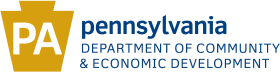 PA
pennsylvania
DEPARTMENT OF COMMUNITY
& ECONOMIC DEVELOPMENT